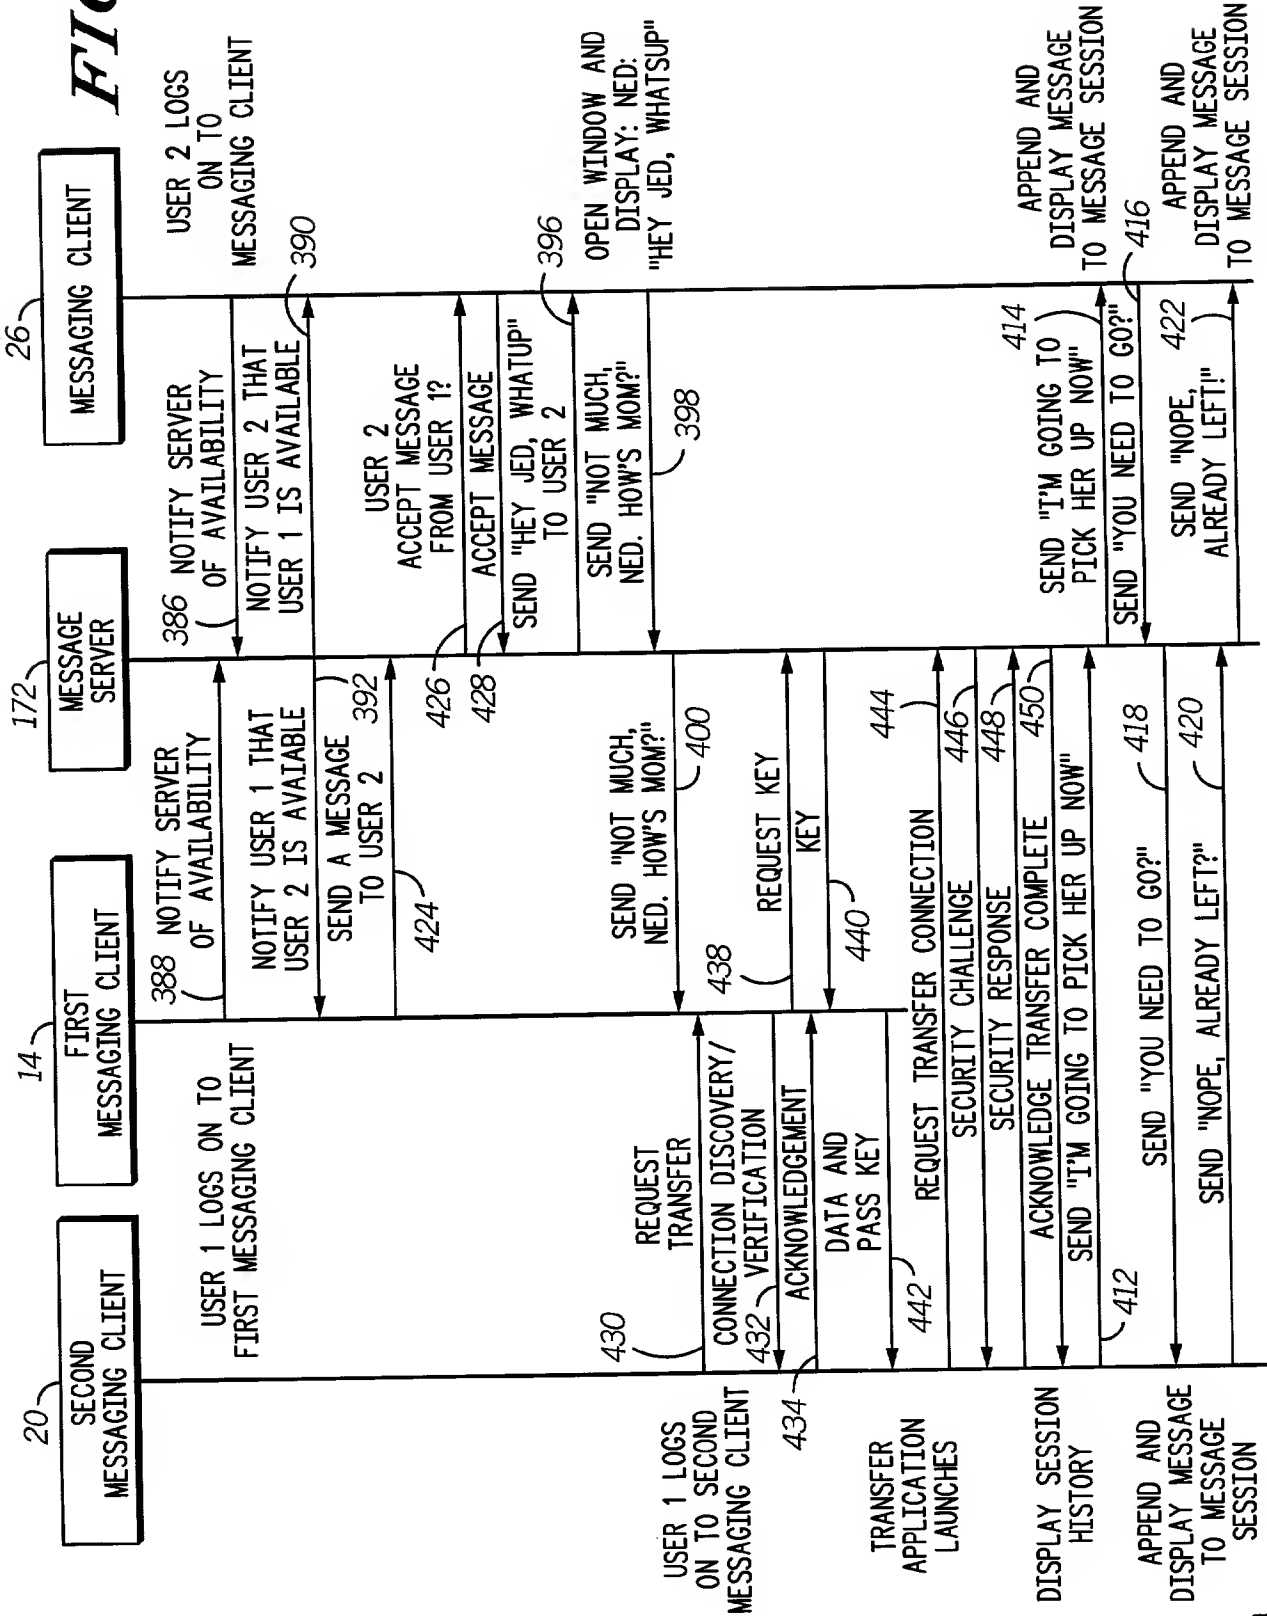 FIG
20
SECOND
MESSAGING CLIENT
14
FIRST
MESSAGING CLIENT
172
MESSAGE
SERVER
26
MESSAGING CLIENT
USER 1 LOGS ON TO
FIRST MESSAGING CLIENT
388
NOTIFY SERVER
OF AVAILABILITY
386
NOTIFY SERVER
OF AVAILABILITY
USER 2 LOGS
ON TO
MESSAGING CLIENT
NOTIFY USER 1 THAT
USER 2 IS AVAIABLE
392
NOTIFY USER 2 THAT
USER 1 IS AVAILABLE
390
SEND A MESSAGE
TO USER 2
424
USER 2
ACCEPT MESSAGE
FROM USER 1?
426
ACCEPT MESSAGE
428
SEND "HEY JED, WHATUP"
TO USER 2
396
OPEN WINDOW AND
DISPLAY: NED:
"HEY JED, WHATSUP"
SEND "NOT MUCH,
NED. HOW'S MOM?"
398
SEND "NOT MUCH,
NED. HOW'S MOM?"
400
USER 1 LOGS
ON TO SECOND
MESSAGING CLIENT
430
REQUEST
TRANSFER
CONNECTION DISCOVERY/
VERIFICATION
432
ACKNOWLEDGEMENT
434
438
REQUEST KEY
KEY
440
DATA AND
PASS KEY
442
TRANSFER
APPLICATION
LAUNCHES
REQUEST TRANSFER CONNECTION
444
SECURITY CHALLENGE
446
SECURITY RESPONSE
448
ACKNOWLEDGE TRANSFER COMPLETE
450
DISPLAY SESSION
HISTORY
SEND "I'M GOING TO PICK HER UP NOW"
412
SEND "I'M GOING TO
PICK HER UP NOW"
414
APPEND AND
DISPLAY MESSAGE
TO MESSAGE SESSION
SEND "YOU NEED TO GO?"
416
SEND "YOU NEED TO GO?"
418
APPEND AND
DISPLAY MESSAGE
TO MESSAGE
SESSION
SEND "NOPE, ALREADY LEFT?"
420
SEND "NOPE,
ALREADY LEFT!"
422
APPEND AND
DISPLAY MESSAGE
TO MESSAGE SESSION